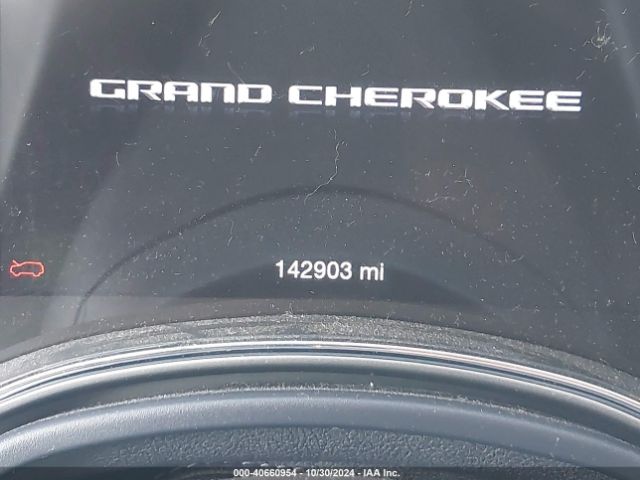 GRAND CHEROKEE
142903 mi
000-40660954 - 10/30/2024 - IAA Inc.